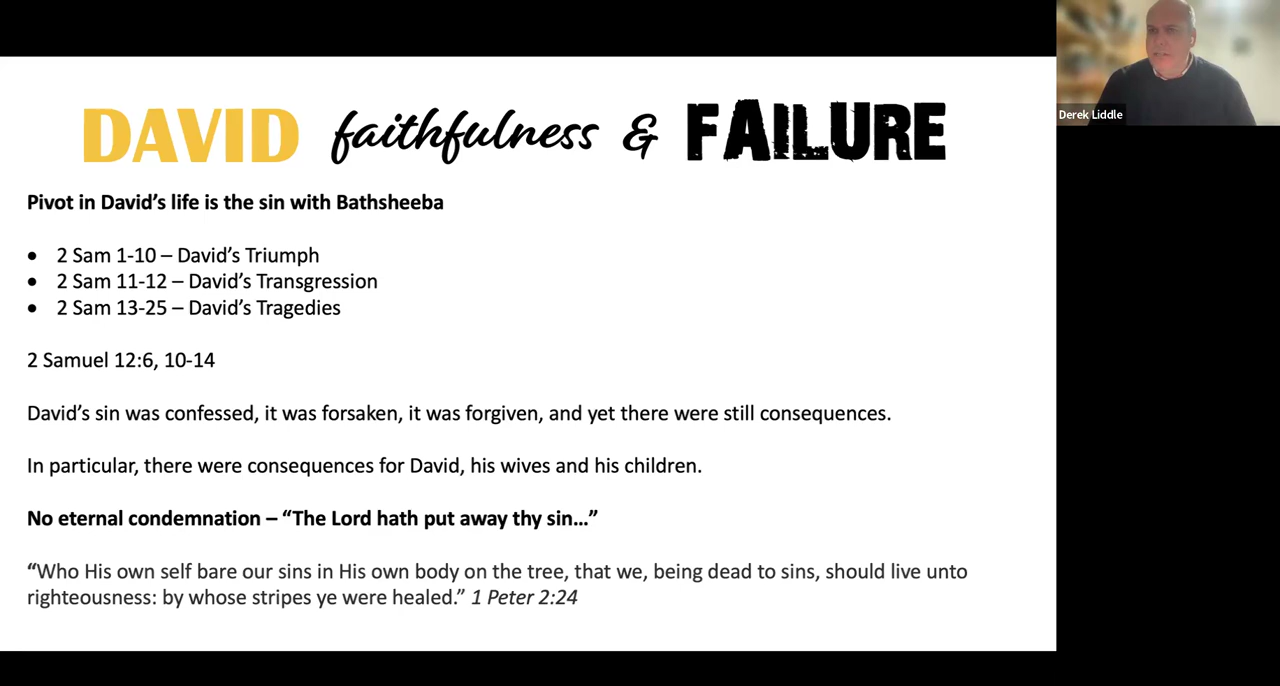 DAVID faithfulness & FAILURE
Derek Liddle
Pivot in David’s life is the sin with Bathsheeba
• 2 Sam 1-10 – David’s Triumph
• 2 Sam 11-12 – David’s Transgression
• 2 Sam 13-25 – David’s Tragedies
2 Samuel 12:6, 10-14
David’s sin was confessed, it was forsaken, it was forgiven, and yet there were still consequences.
In particular, there were consequences for David, his wives and his children.
No eternal condemnation – “The Lord hath put away thy sin…”
“Who His own self bare our sins in His own body on the tree, that we, being dead to sins, should live unto
righteousness: by whose stripes ye were healed.” 1 Peter 2:24